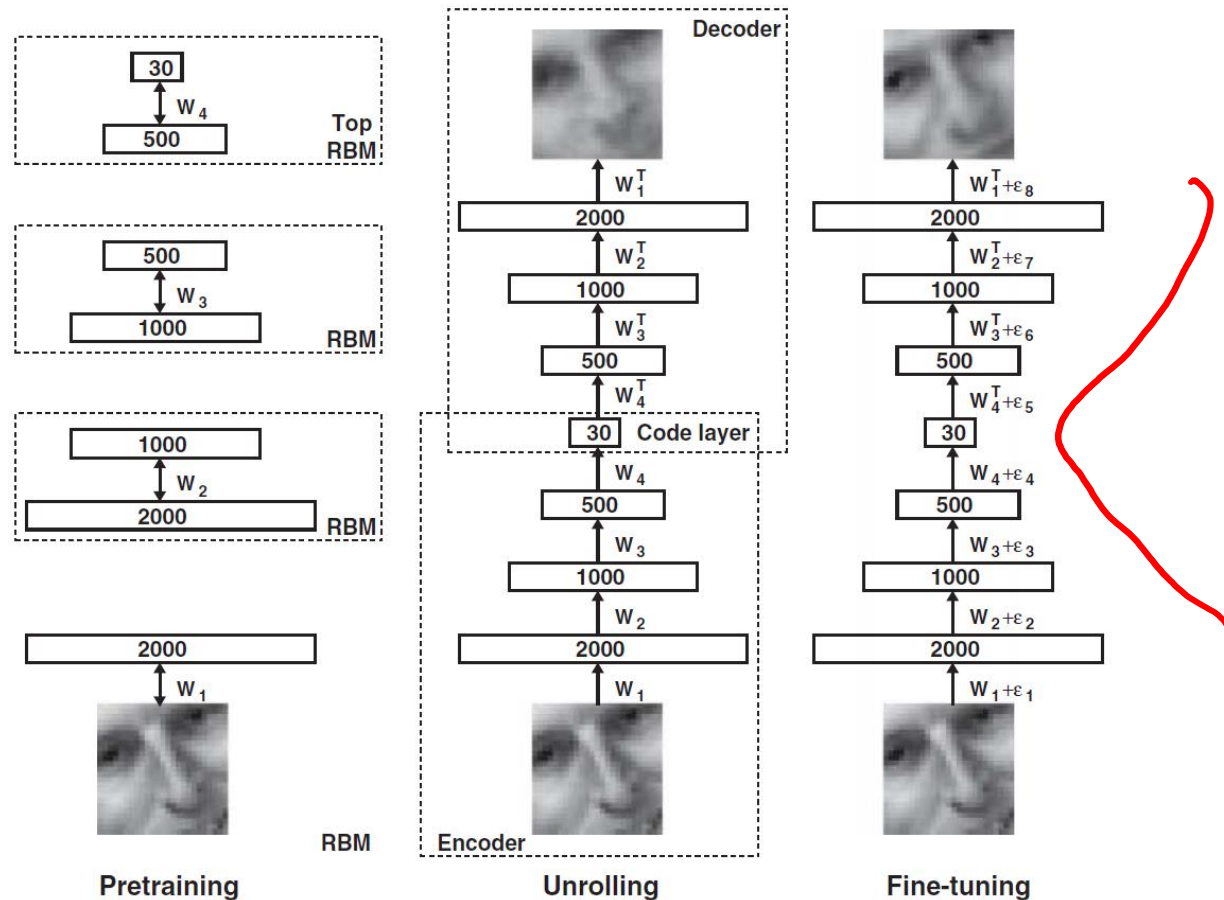 30
W₄
500
Top
RBM
500
W₃
1000
RBM
1000
W₂
2000
RBM
2000
W₁
RBM
Pretraining
Decoder
W₁ᵀ
2000
W₂ᵀ
1000
W₃ᵀ
500
W₄ᵀ
30 Code layer
W₄
500
W₃
1000
W₂
2000
W₁
Encoder
Unrolling
W₁ᵀ+ε₈
2000
W₂ᵀ+ε₇
1000
W₃ᵀ+ε₆
500
W₄ᵀ+ε₅
30
W₄+ε₄
500
W₃+ε₃
1000
W₂+ε₂
2000
W₁+ε₁
Fine-tuning